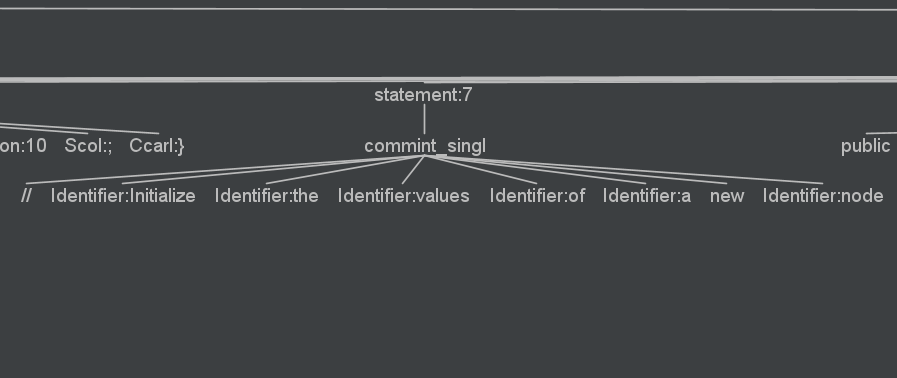 statement:7
on:10 Scol:; Ccarl:} commint_singl public
// Identifier:Initialize Identifier:the Identifier:values Identifier:of Identifier:a new Identifier:node